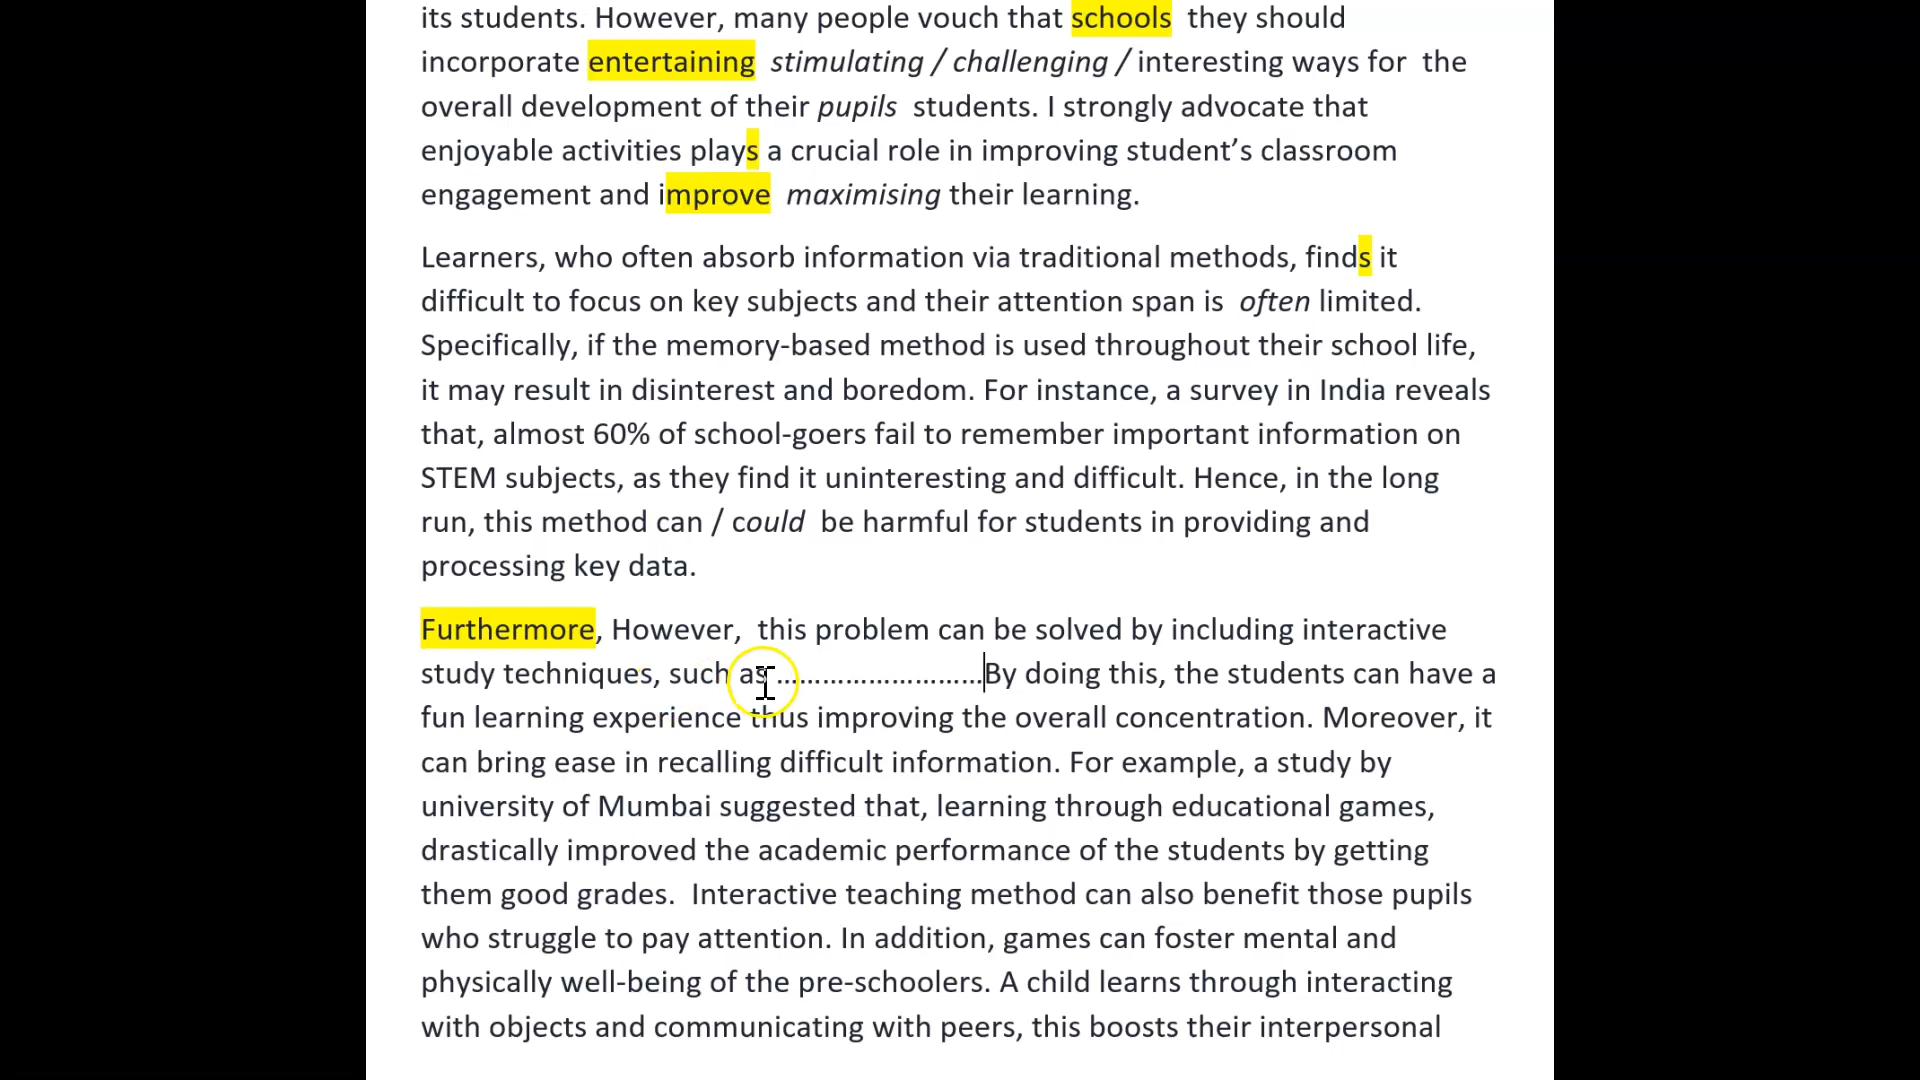 its students. However, many people vouch that schools they should
incorporate entertaining stimulating / challenging / interesting ways for the
overall development of their pupils students. I strongly advocate that
enjoyable activities plays a crucial role in improving student’s classroom
engagement and improve maximising their learning.
Learners, who often absorb information via traditional methods, finds it
difficult to focus on key subjects and their attention span is often limited.
Specifically, if the memory-based method is used throughout their school life,
it may result in disinterest and boredom. For instance, a survey in India reveals
that, almost 60% of school-goers fail to remember important information on
STEM subjects, as they find it uninteresting and difficult. Hence, in the long
run, this method can / could be harmful for students in providing and
processing key data.
Furthermore, However, this problem can be solved by including interactive
study techniques, such as ………………………By doing this, the students can have a
fun learning experience thus improving the overall concentration. Moreover, it
can bring ease in recalling difficult information. For example, a study by
university of Mumbai suggested that, learning through educational games,
drastically improved the academic performance of the students by getting
them good grades. Interactive teaching method can also benefit those pupils
who struggle to pay attention. In addition, games can foster mental and
physically well-being of the pre-schoolers. A child learns through interacting
with objects and communicating with peers, this boosts their interpersonal